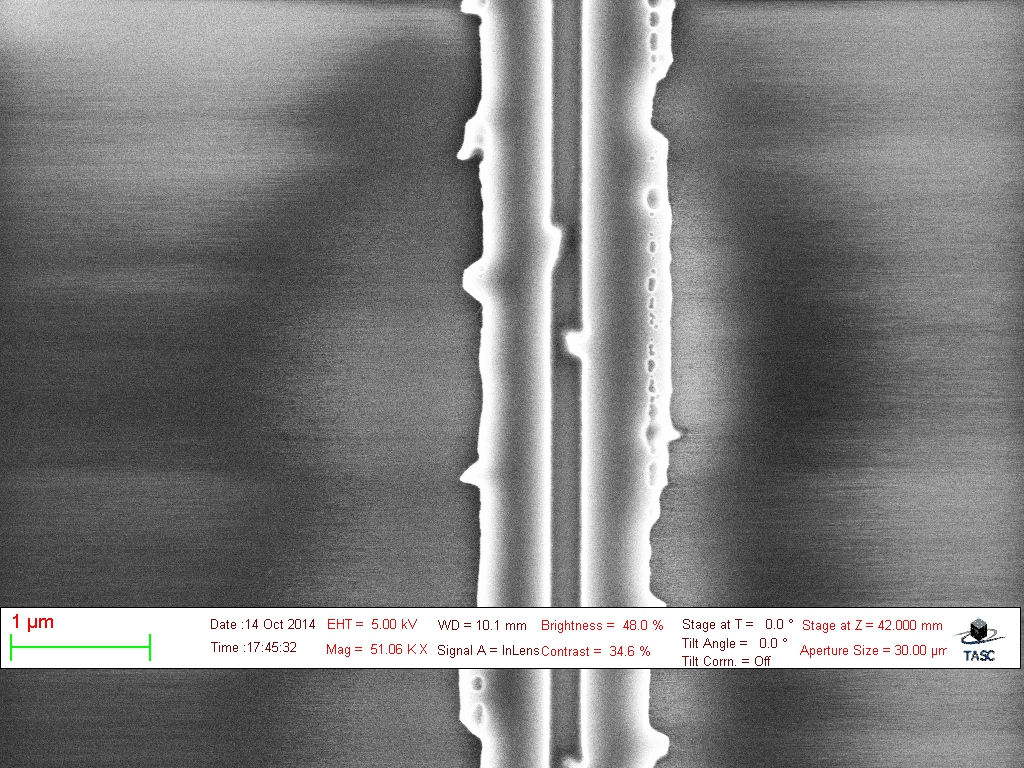 1 µm
Date :14 Oct 2014 EHT = 5.00 kV WD = 10.1 mm Brightness = 48.0 % Stage at T = 0.0 ° Stage at Z = 42.000 mm
Time :17:45:32 Mag = 51.06 K X Signal A = InLens Contrast = 34.6 % Tilt Angle = 0.0 ° Aperture Size = 30.00 µm
Tilt Corrn. = Off
TASC